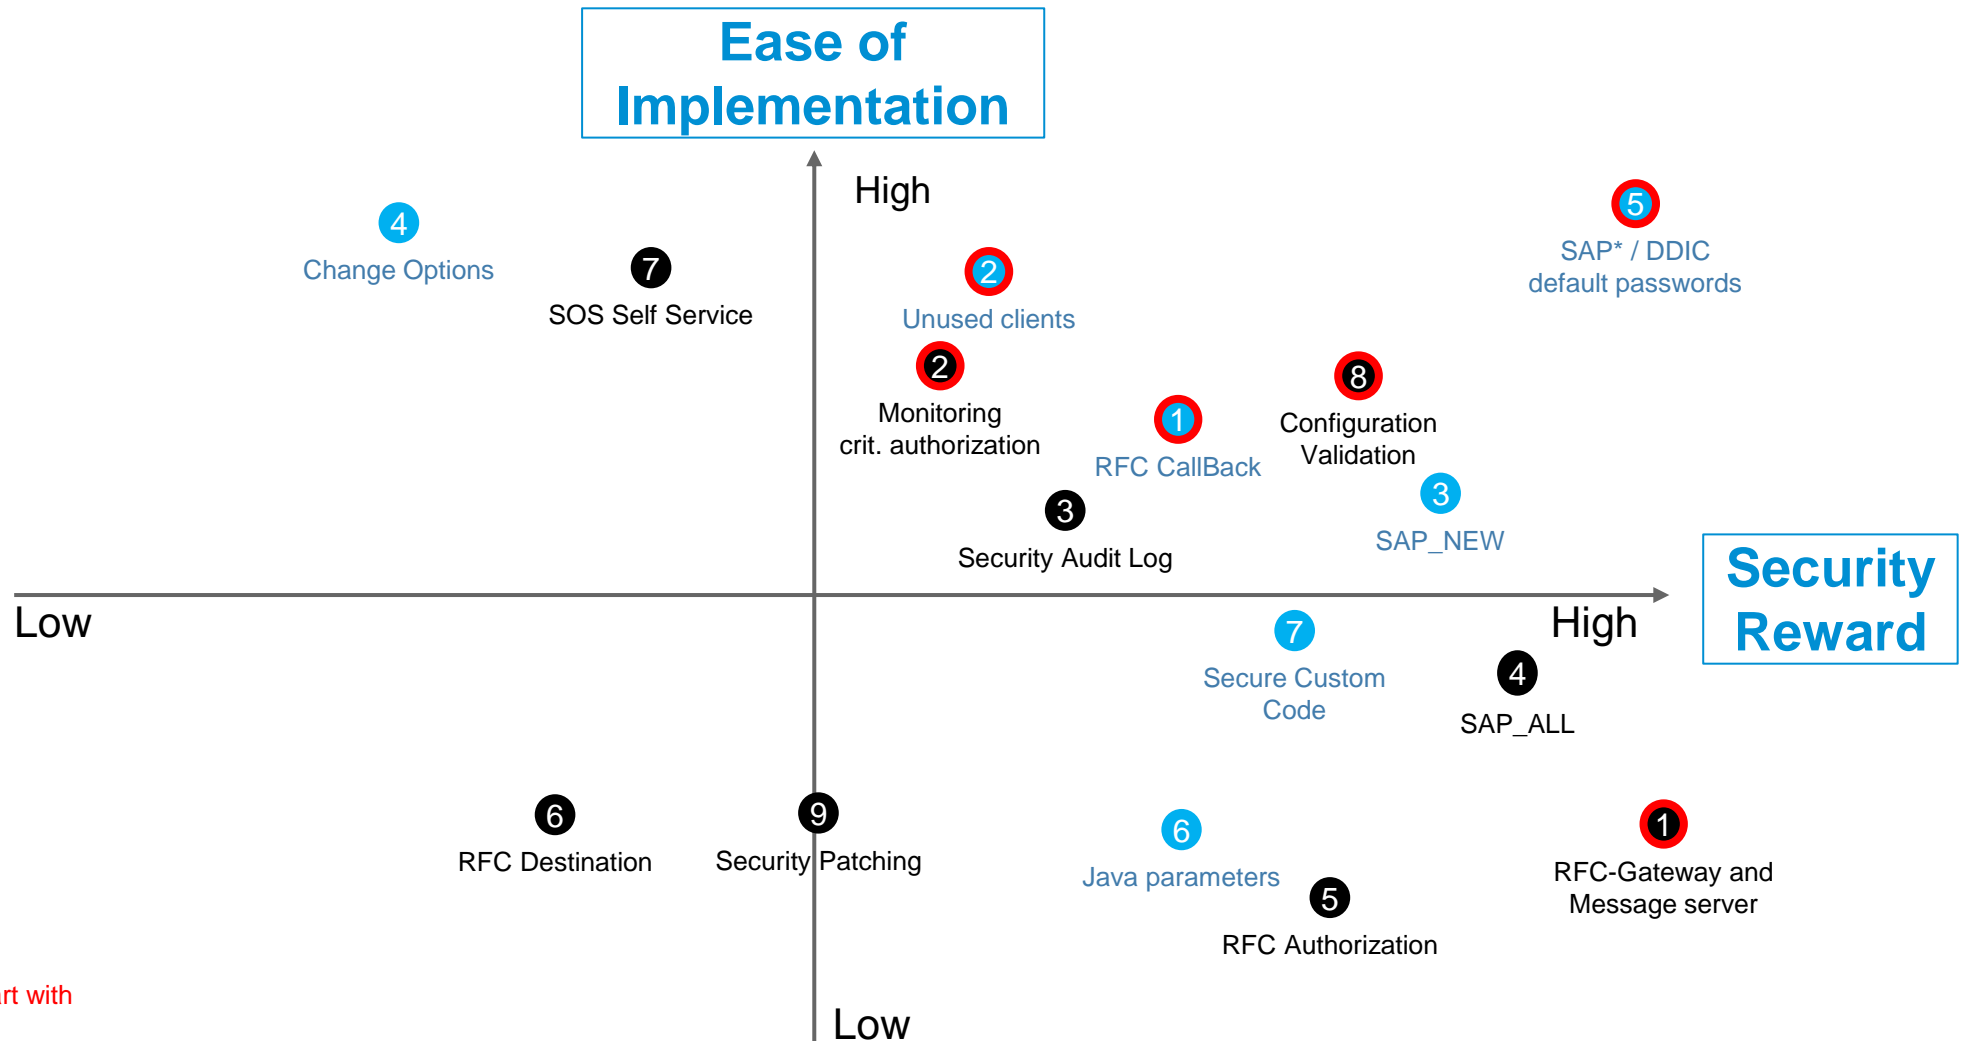 Ease of
Implementation
High
4
Change Options
7
SOS Self Service
2
Unused clients
5
SAP* / DDIC
default passwords
2
Monitoring
crit. authorization
1
RFC CallBack
8
Configuration
Validation
3
Security Audit Log
3
SAP_NEW
Low
High
Security
Reward
7
Secure Custom
Code
4
SAP_ALL
6
RFC Destination
9
Security Patching
6
Java parameters
5
RFC Authorization
1
RFC-Gateway and
Message server
with
Low